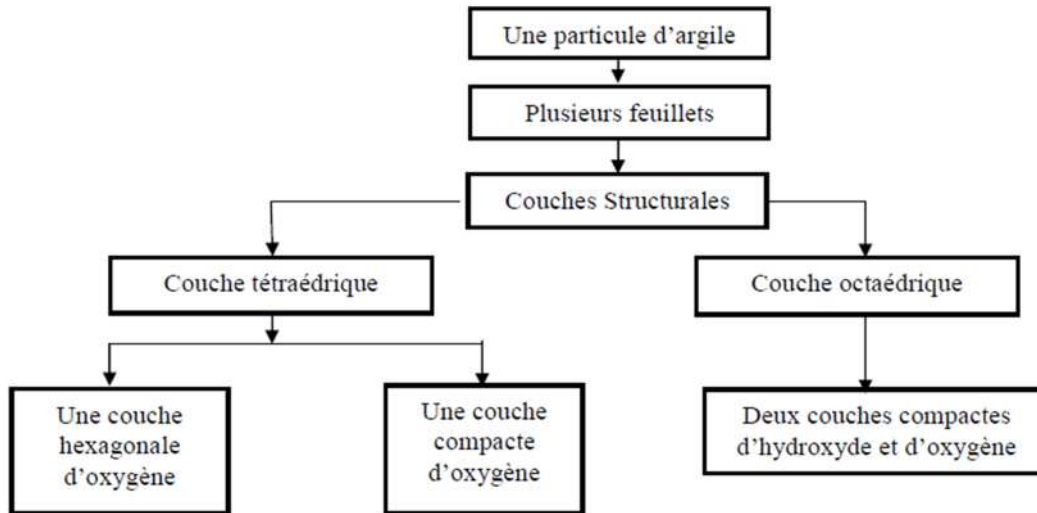 Une particule d'argile
Plusieurs feuillets
Couches Structurales
Couche tétraédrique
Couche octaédrique
Une couche
hexagonale
d'oxygène
Une couche
compacte
d'oxygène
Deux couches compactes
d'hydroxyde et d'oxygène